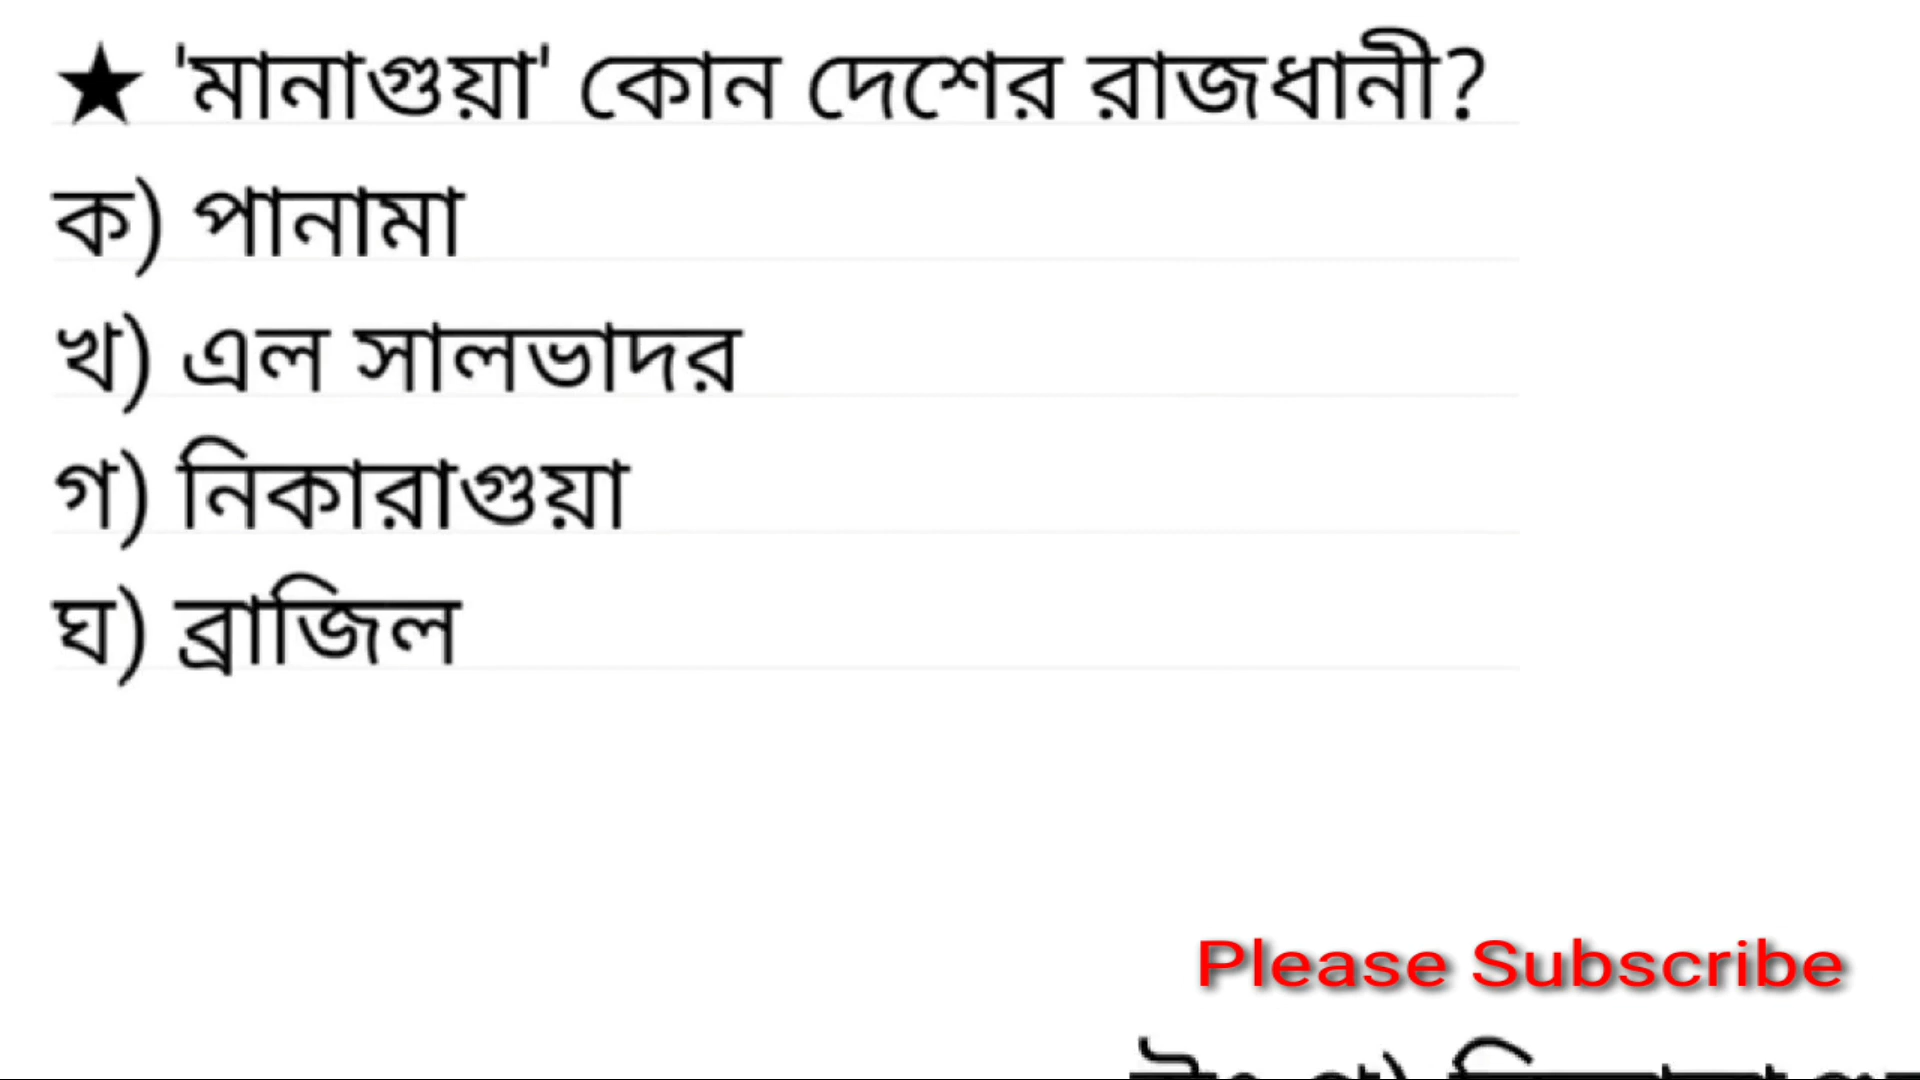 ★ 'মানাগুয়া' কোন দেশের রাজধানী?
ক) পানামা
খ) এল সালভাদর
গ) নিকারাগুয়া
ঘ) ব্রাজিল
Please Subscribe